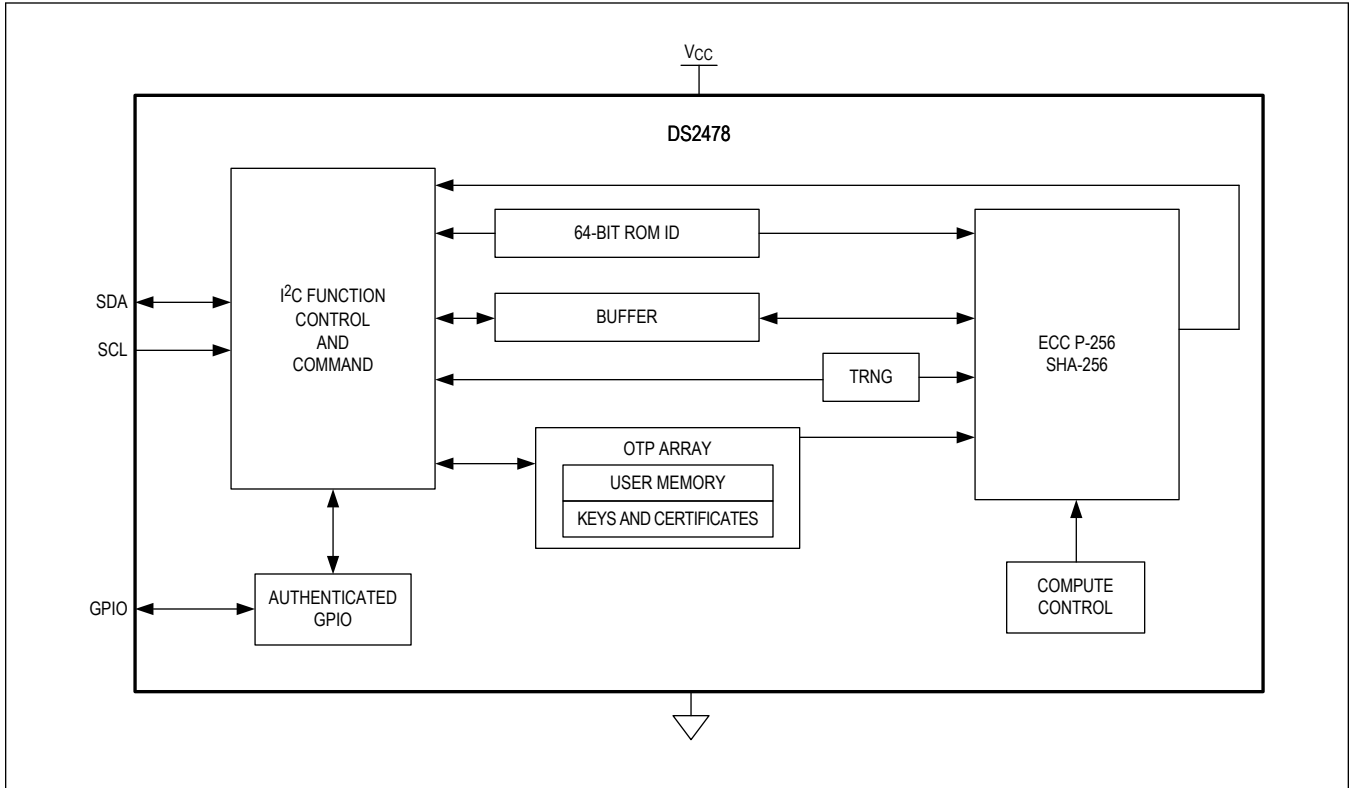 VCC
DS2478
64-BIT ROM ID
SDA
SCL
I2C FUNCTION
CONTROL
AND
COMMAND
BUFFER
ECC P-256
SHA-256
TRNG
OTP ARRAY
USER MEMORY
KEYS AND CERTIFICATES
GPIO
AUTHENTICATED
GPIO
COMPUTE
CONTROL